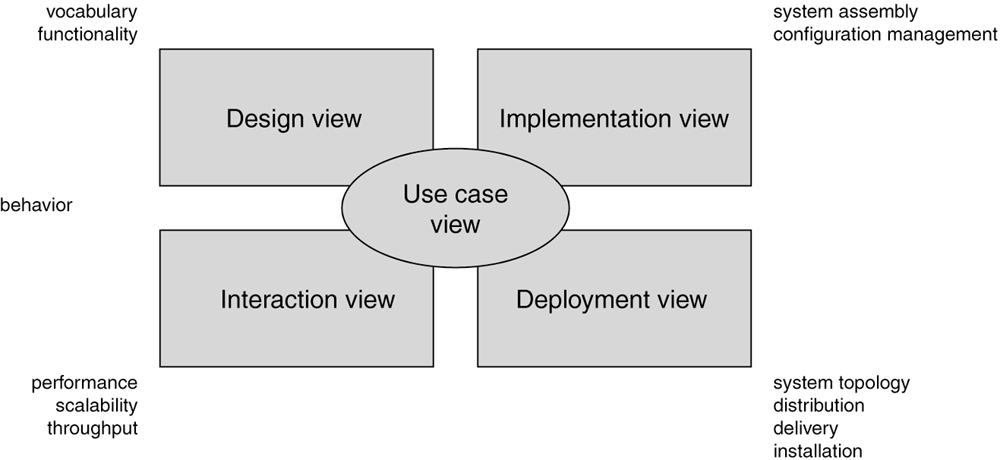 vocabulary
functionality
system assembly
configuration management
Design view
Implementation view
behavior
Use case
view
Interaction view
Deployment view
performance
scalability
throughput
system topology
distribution
delivery
installation